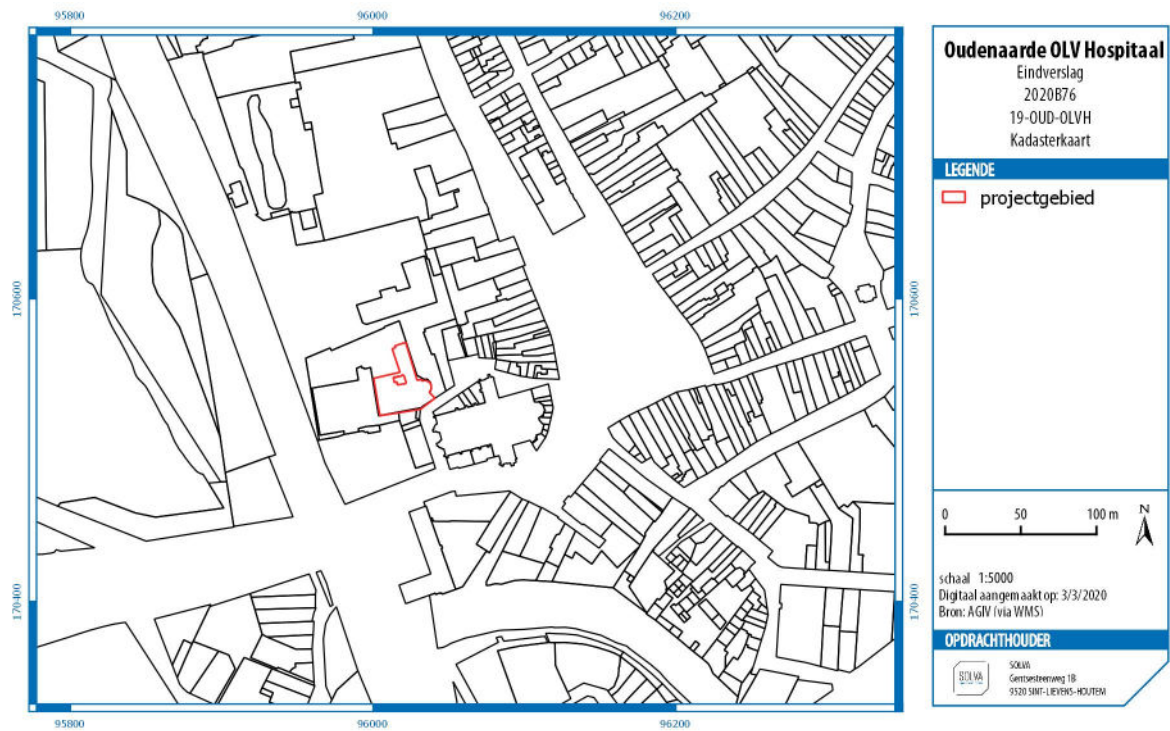 95800 96000 96200
170600 170600
170400 170400
95800 96000 96200
Oudenaarde OLV Hospitaal
Eindverslag
2020B76
19-OUD-OLVH
Kadasterkaart
LEGENDE
projectgebied
0 50 100 m N
schaal 1:5000
Digitaal aangemaakt op: 3/3/2020
Bron: AGIV (via WMS)
OPDRACHTHOUDER
SOLVA
SOLVA
Gentsesteenweg 1B
9520 SINT-LIEVENS-HOUTEM